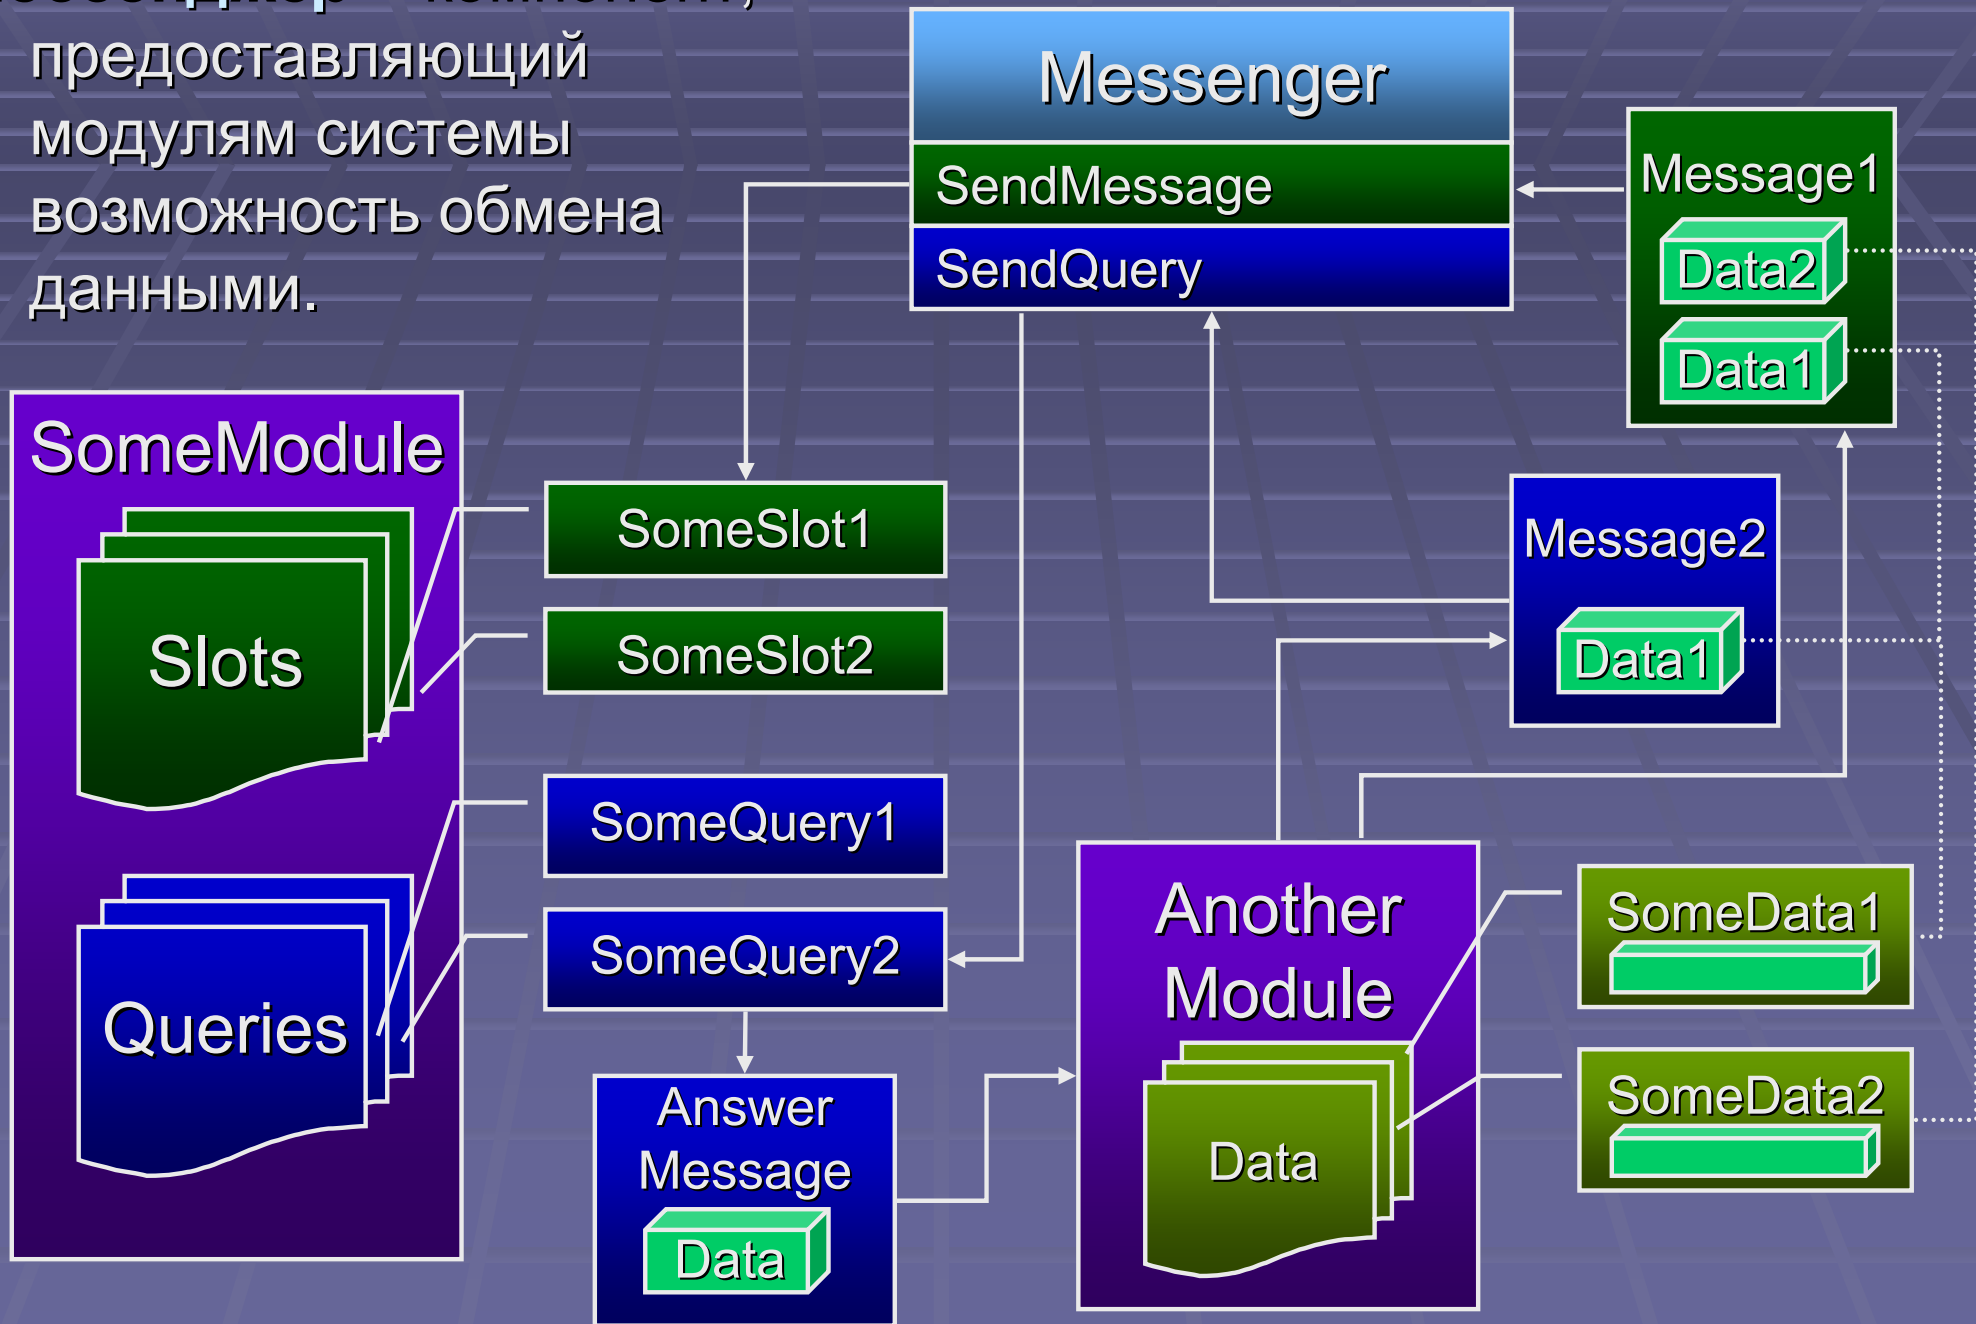 предоставляющий
модулям системы
возможность обмена
данными.
Messenger
SendMessage
SendQuery
Message1
Data2
Data1
SomeModule
Slots
Queries
SomeSlot1
SomeSlot2
SomeQuery1
SomeQuery2
Answer
Message
Data
Message2
Data1
Another
Module
Data
SomeData1
SomeData2